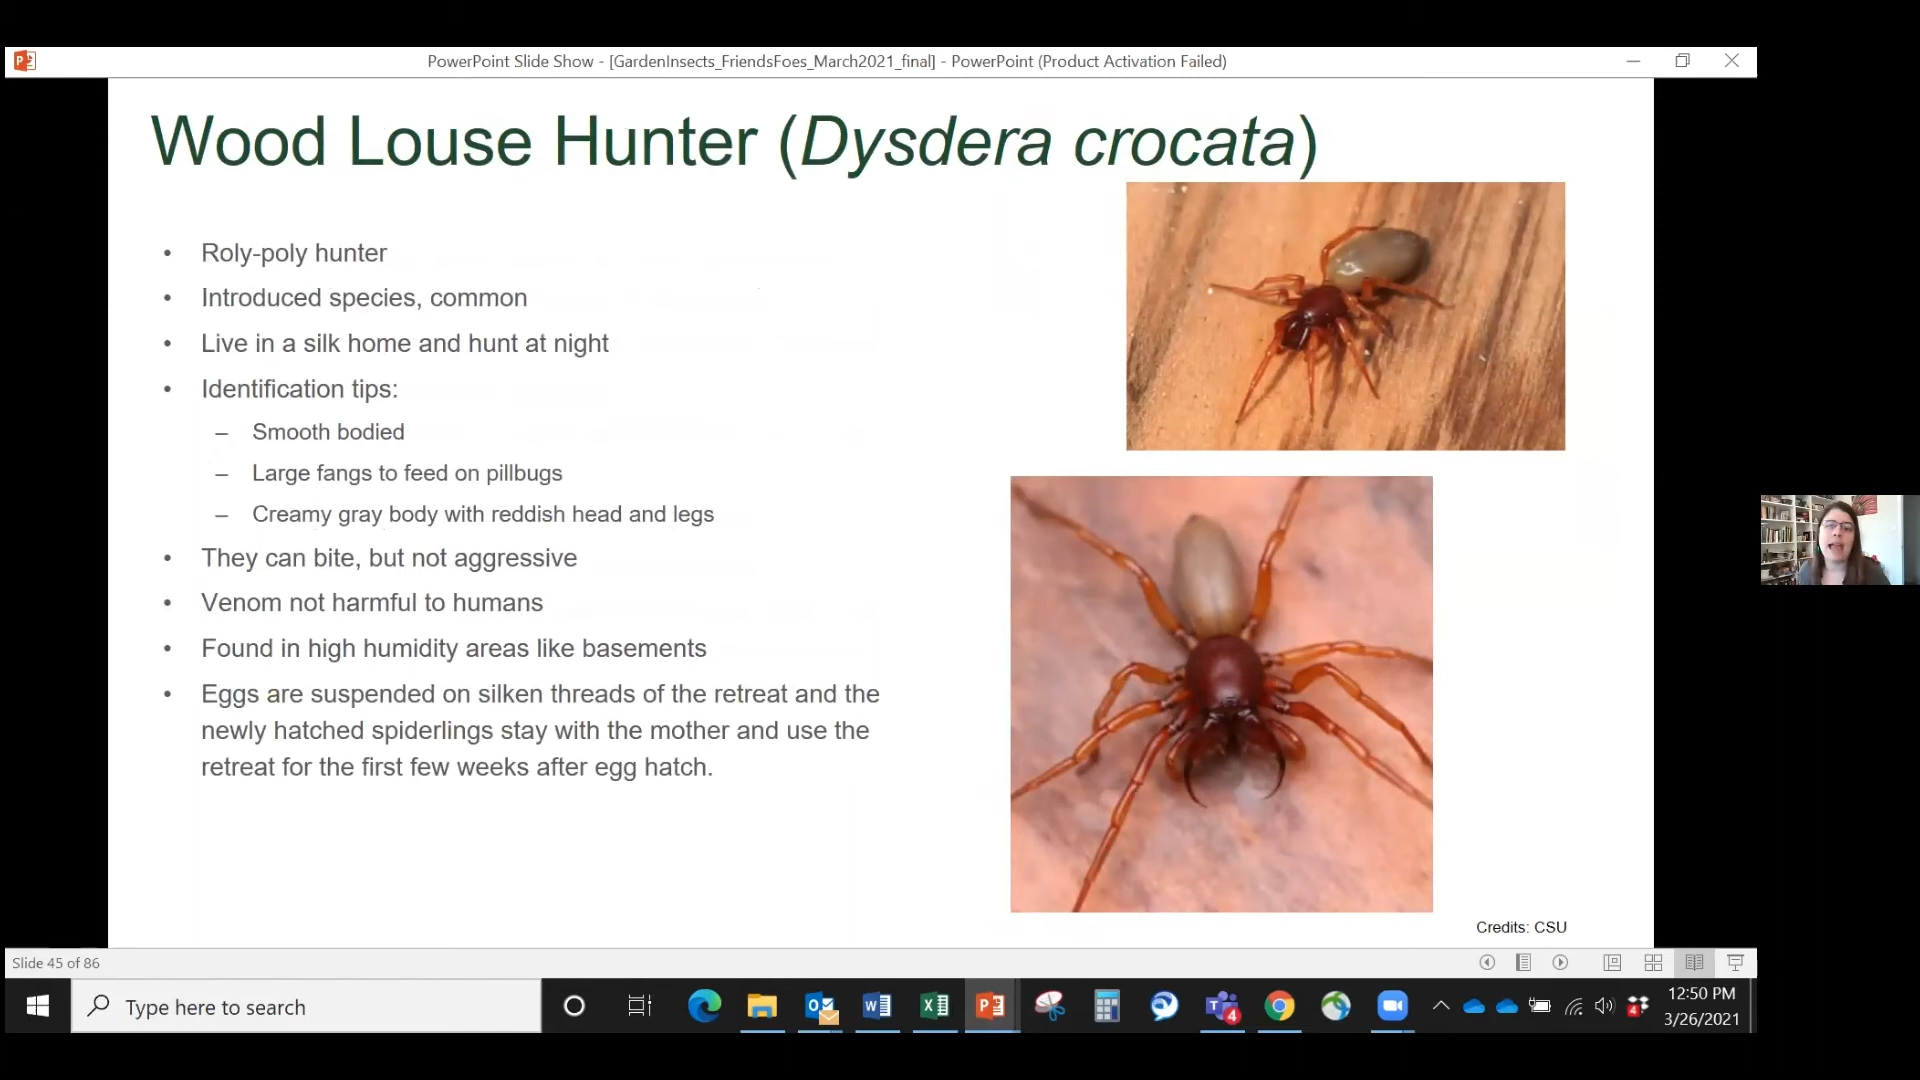 PowerPoint Slide Show - [GardenInsects_FriendsFoes_March2021_final] - PowerPoint (Product Activation Failed)
Wood Louse Hunter (Dysdera crocata)
• Roly-poly hunter
• Introduced species, common
• Live in a silk home and hunt at night
• Identification tips:
– Smooth bodied
– Large fangs to feed on pillbugs
– Creamy gray body with reddish head and legs
• They can bite, but not aggressive
• Venom not harmful to humans
• Found in high humidity areas like basements
• Eggs are suspended on silken threads of the retreat and the
newly hatched spiderlings stay with the mother and use the
retreat for the first few weeks after egg hatch.
Credits: CSU
Slide 45 of 86
Type here to search
4
4
12:50 PM
3/26/2021